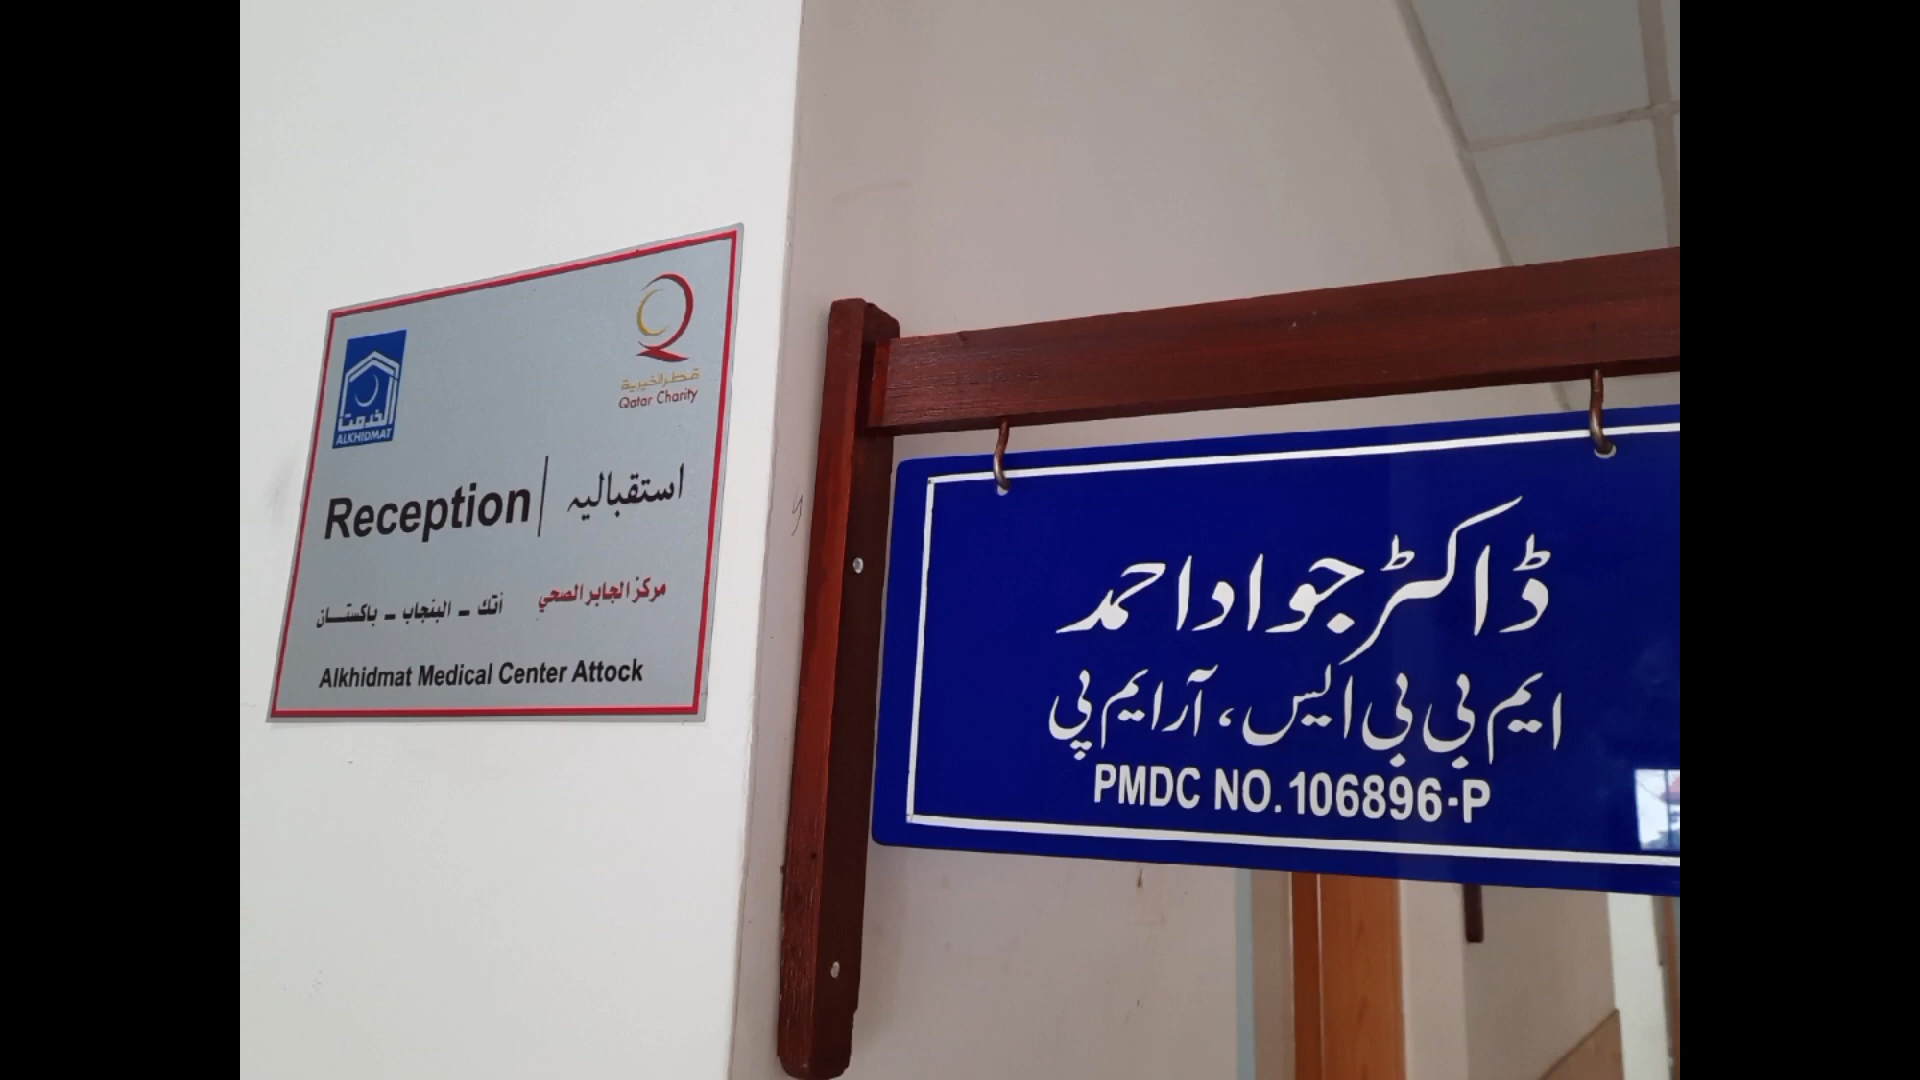 الخدمت
ALKHIDMAT
قطر الخيرية
Qatar Charity
Reception | استقبالیہ
مركز الجابر الصحي أتك - البنجاب - باكستان
Alkhidmat Medical Center Attock
ڈاکٹر جواد احمد
ایم بی بی ایس، آر ایم پی
PMDC NO. 106896-P